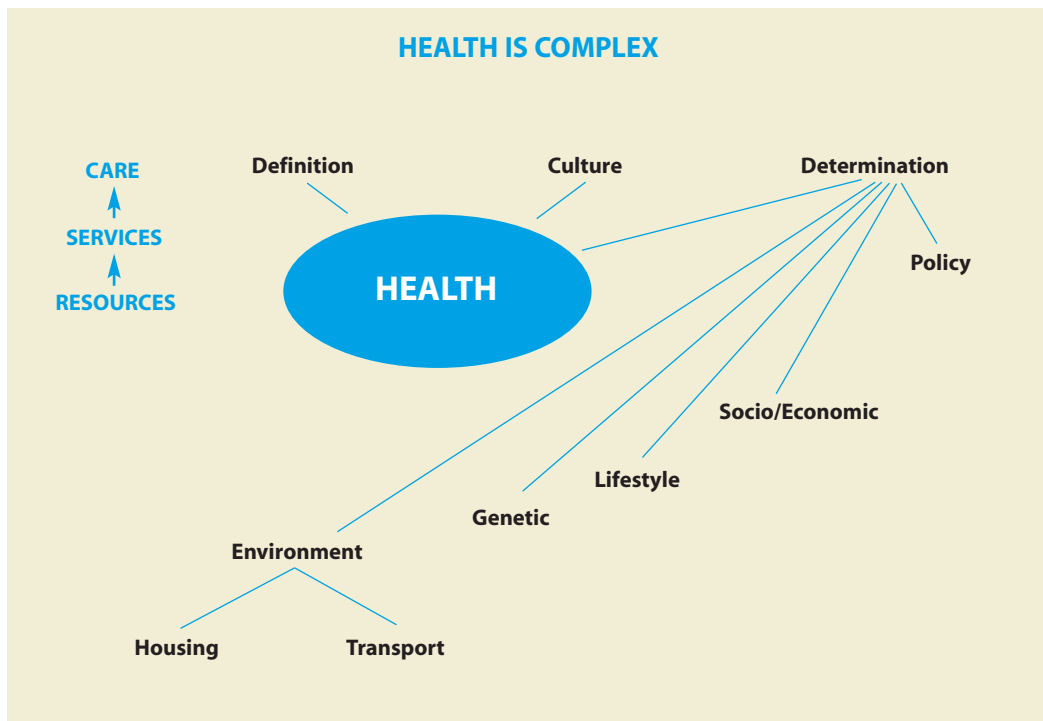 HEALTH IS COMPLEX
CARE
SERVICES
RESOURCES
Definition
Culture
Determination
HEALTH
Policy
Socio/Economic
Lifestyle
Genetic
Environment
Housing
Transport